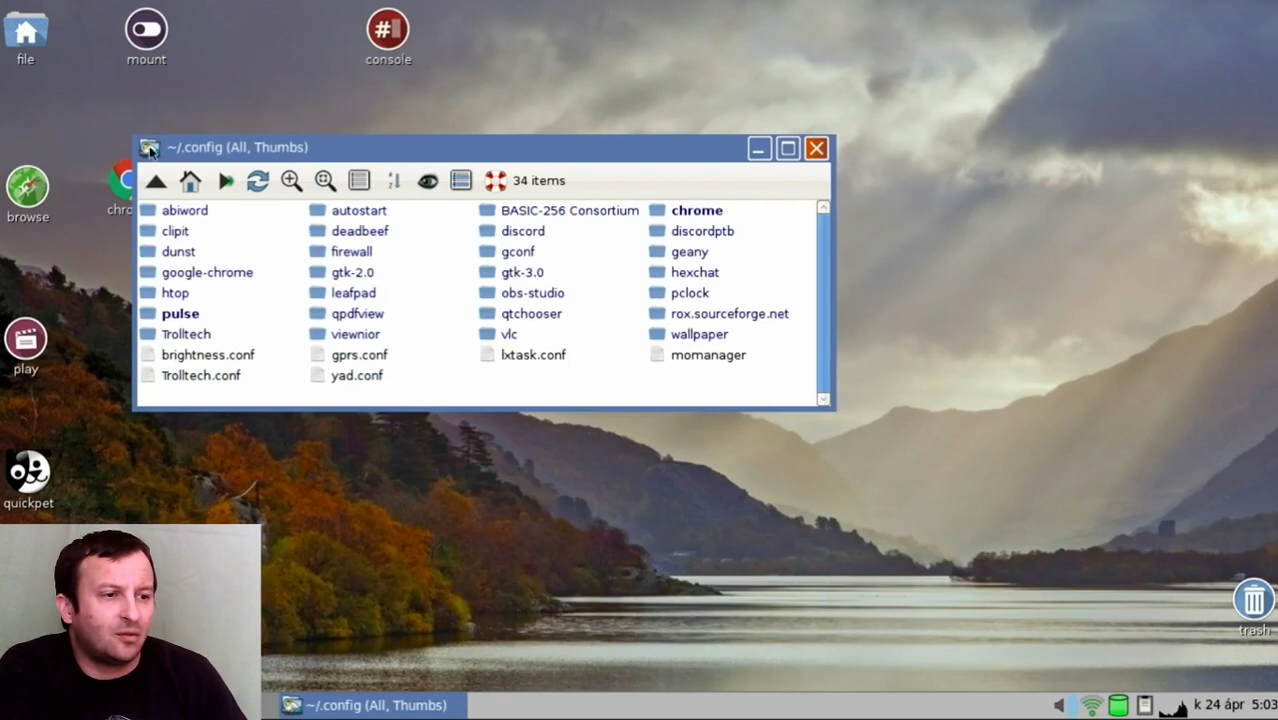 file
mount
console
~/.config (All, Thumbs)
34 items
browse
abiword autostart BASIC-256 Consortium chrome
clipit deadbeef discord discordptb
dunst firewall gconf geany
google-chrome gtk-2.0 gtk-3.0 hexchat
htop leafpad obs-studio pclock
pulse qpdfview qtchooser rox.sourceforge.net
Trolltech viewnior vlc wallpaper
brightness.conf gprs.conf lxtask.conf momanager
Trolltech.conf yad.conf
play
quickpet
trash
~/.config (All, Thumbs)
k 24 ápr 5:03